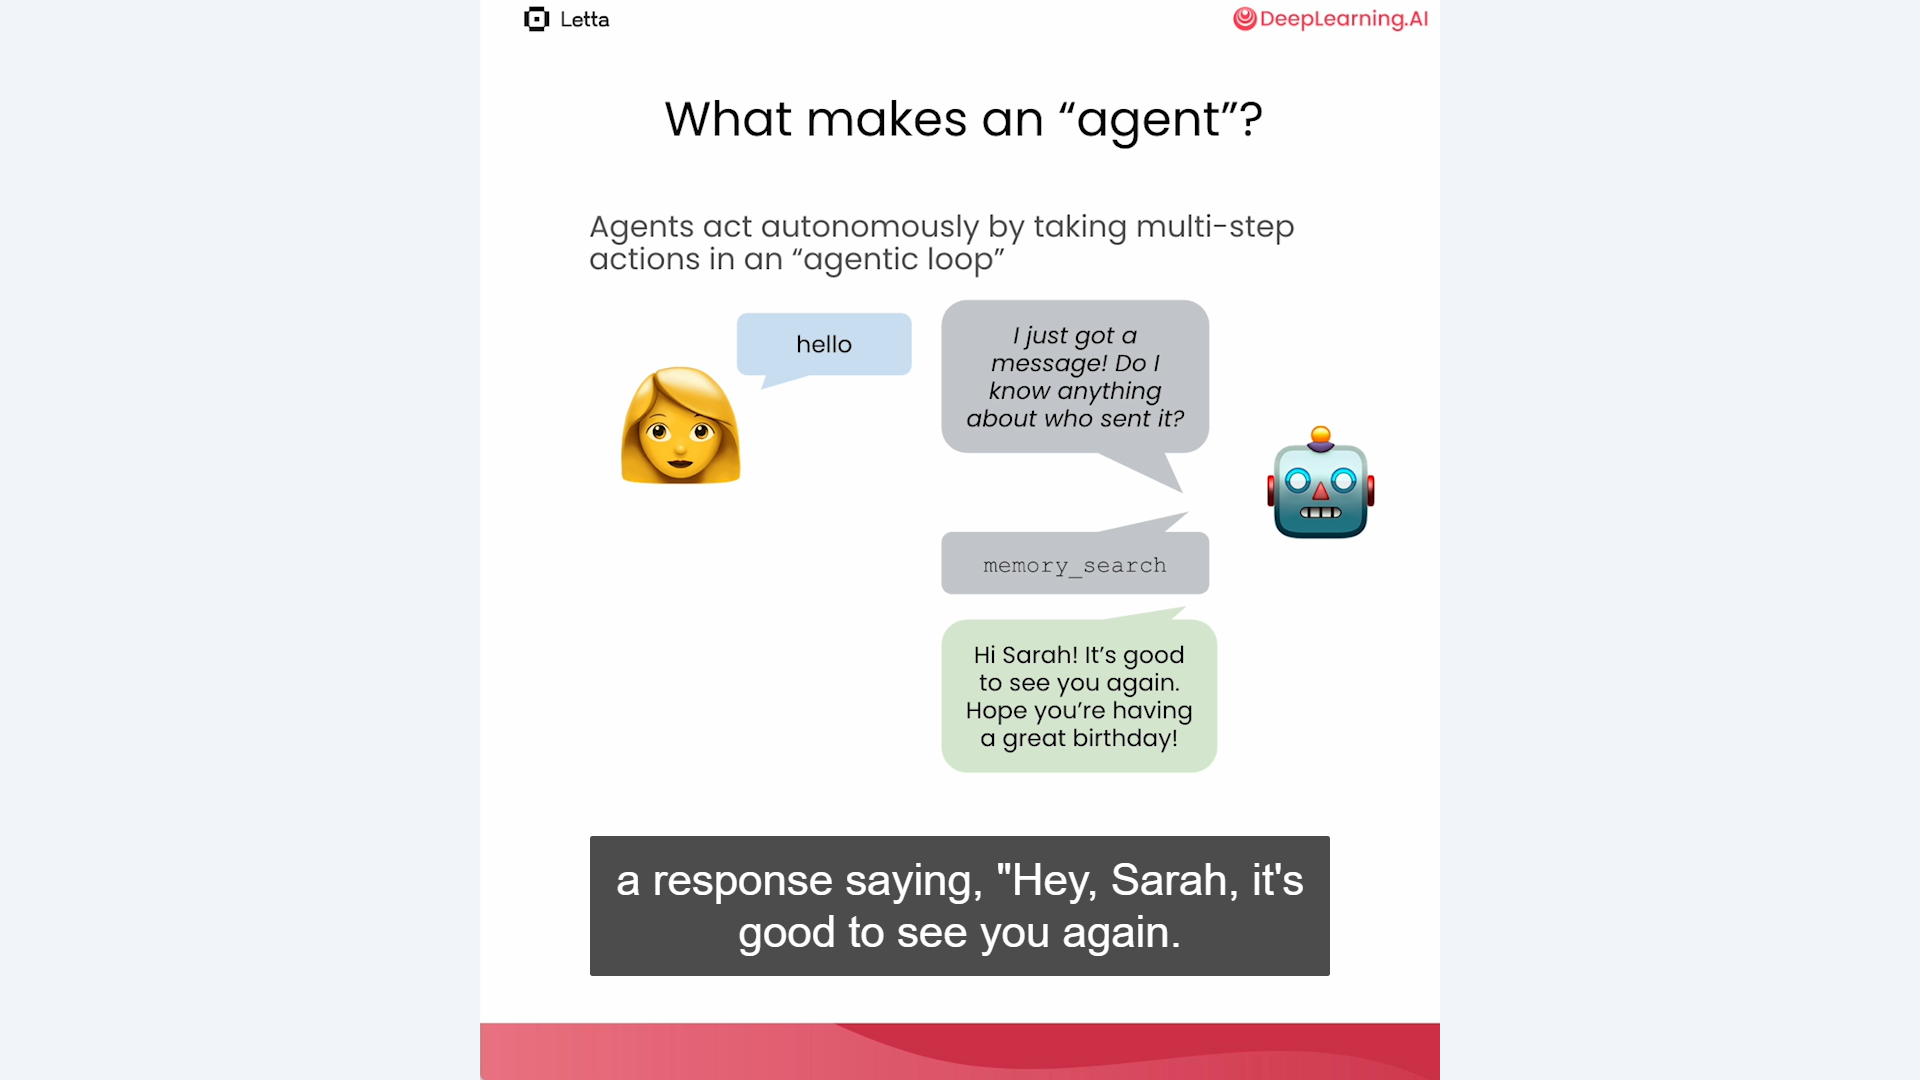 Letta
DeepLearning.AI
What makes an “agent”?
Agents act autonomously by taking multi-step
actions in an “agentic loop”
hello
I just got a
message! Do I
know anything
about who sent it?
memory_search
Hi Sarah! It’s good
to see you again.
Hope you’re having
a great birthday!
a response saying, "Hey, Sarah, it's
good to see you again.